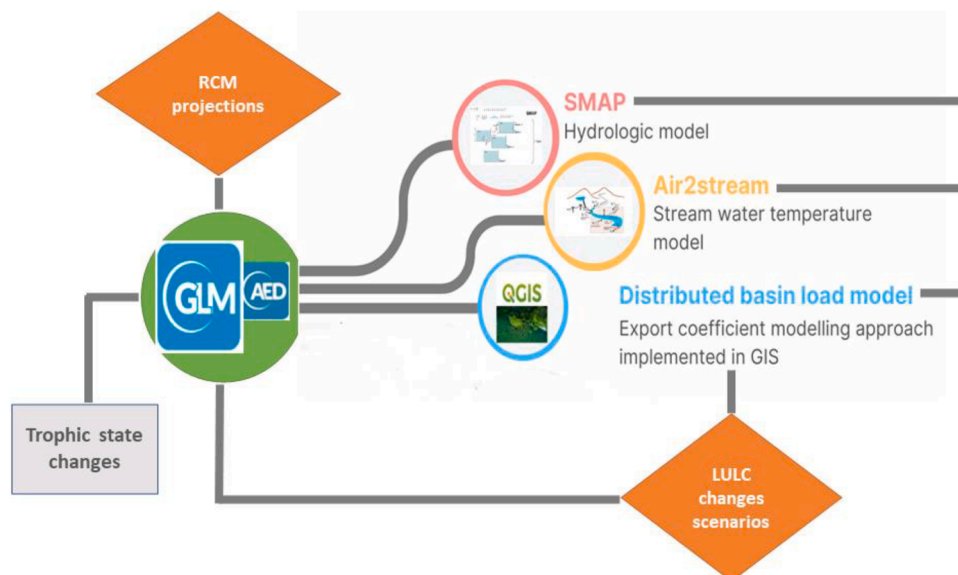 RCM
projections
SMAP
Hydrologic model
Air2stream
Stream water temperature
model
GLM
AED
QGIS
Distributed basin load model
Export coefficient modelling approach
implemented in GIS
Trophic state
changes
LULC
changes
scenarios